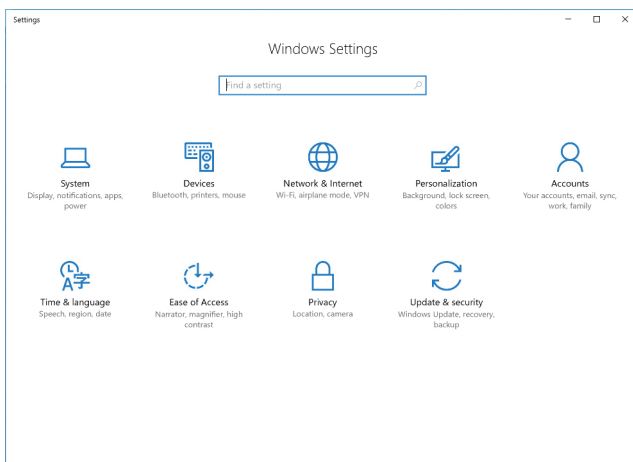 Settings
Windows Settings
Find a setting
System
Display, notifications, apps,
power
Devices
Bluetooth, printers, mouse
Network & Internet
Wi-Fi, airplane mode, VPN
Personalization
Background, lock screen,
colors
Accounts
Your accounts, email, sync,
work, family
A字
Time & language
Speech, region, date
Ease of Access
Narrator, magnifier, high
contrast
Privacy
Location, camera
Update & security
Windows Update, recovery,
backup